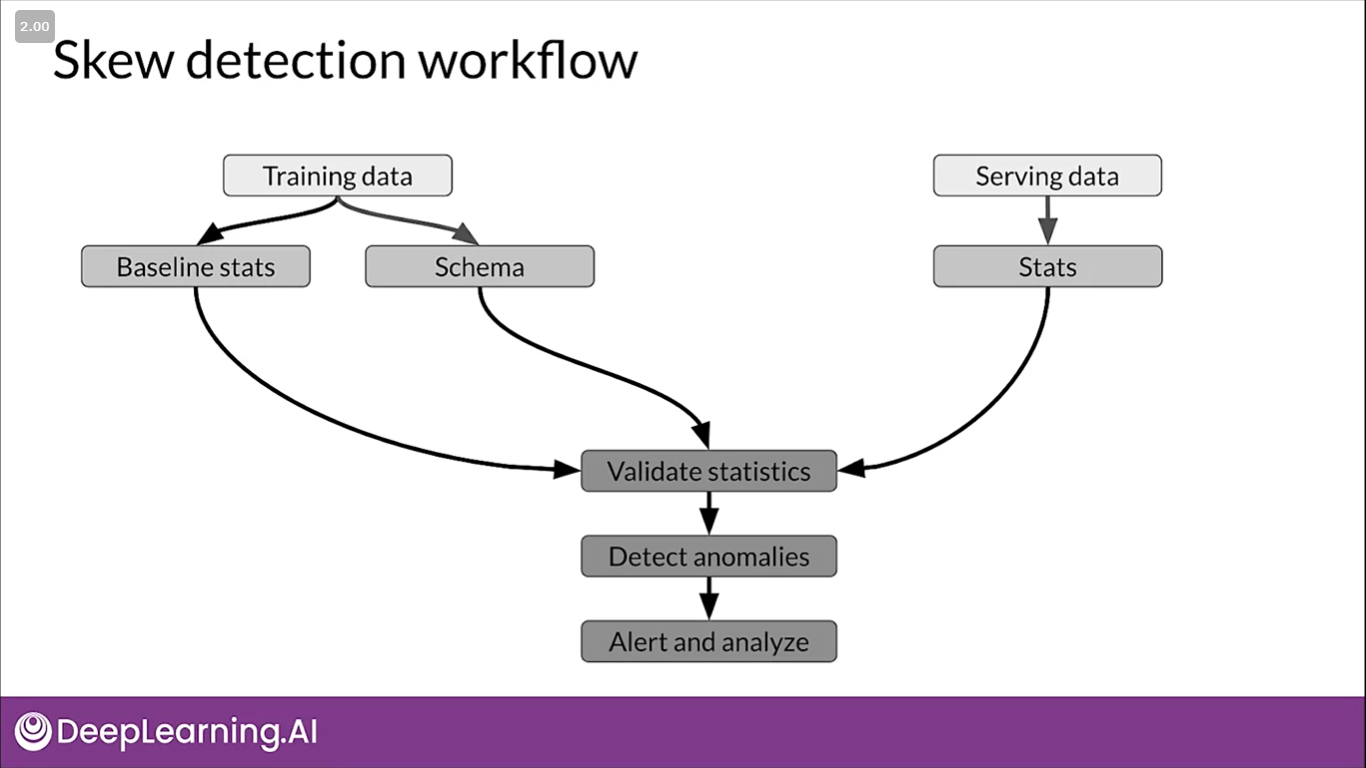 2.00
Skew detection workflow
Training data
Serving data
Baseline stats
Schema
Stats
Validate statistics
Detect anomalies
Alert and analyze
DeepLearning.AI